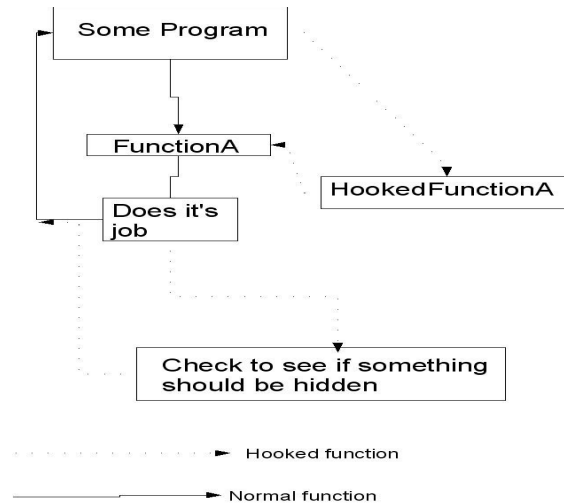 Some Program
FunctionA
HookedFunctionA
Does it's
job
Check to see if something
should be hidden
Hooked function
Normal function